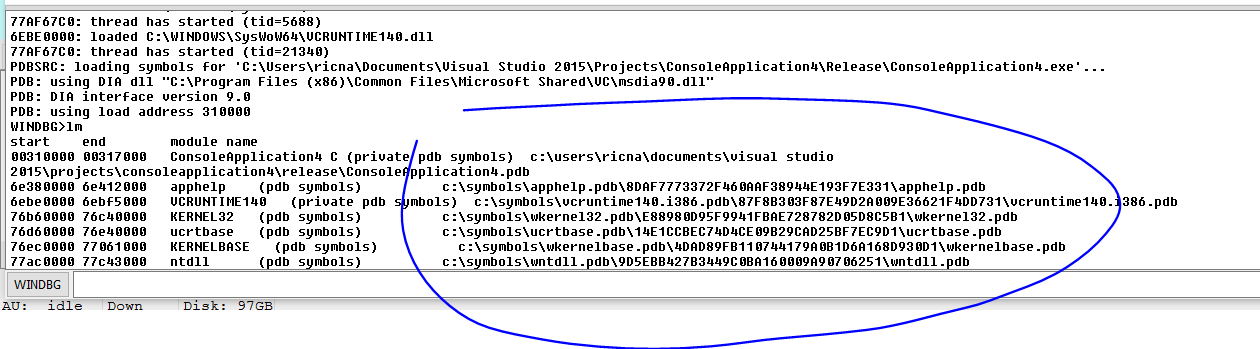 77AF67C0: thread has started (tid=5688)
6EBE0000: loaded C:\WINDOWS\SysWoW64\VCRUNTIME140.dll
77AF67C0: thread has started (tid=21340)
PDBSRC: loading symbols for 'C:\Users\ricna\Documents\Visual Studio 2015\Projects\ConsoleApplication4\Release\ConsoleApplication4.exe'...
PDB: using DIA dll "C:\Program Files (x86)\Common Files\Microsoft Shared\VC\msdia90.dll"
PDB: DIA interface version 9.0
PDB: using load address 310000
WINDBG>lm
start    end        module name
00310000 00317000   ConsoleApplication4 C (private pdb symbols)  c:\users\ricna\documents\visual studio
2015\projects\consoleapplication4\release\ConsoleApplication4.pdb
6e380000 6e412000   apphelp    (pdb symbols)          c:\symbols\apphelp.pdb\8DAF7773372F460AAF38944E193F7E331\apphelp.pdb
6ebe0000 6ebf5000   VCRUNTIME140   (private pdb symbols)  c:\symbols\vcruntime140.i386.pdb\87F8B303F87E49D2A009E36621F4DD731\vcruntime140.i386.pdb
76b60000 76c40000   KERNEL32   (pdb symbols)          c:\symbols\wkernel32.pdb\E88980D95F9941FBAE728782D05D8C5B1\wkernel32.pdb
76d60000 76e40000   ucrtbase   (pdb symbols)          c:\symbols\ucrtbase.pdb\14E1CCBEC74D4CE09B29CAD25BF7EC9D1\ucrtbase.pdb
76ec0000 77061000   KERNELBASE   (pdb symbols)          c:\symbols\wkernelbase.pdb\4DAD89FB110744179A0B1D6A168D930D1\wkernelbase.pdb
77ac0000 77c43000   ntdll      (pdb symbols)          c:\symbols\wntdll.pdb\9D5EBB427B3449C0BA160009A90706251\wntdll.pdb
WINDBG
AU:  idle   Down    Disk: 97GB